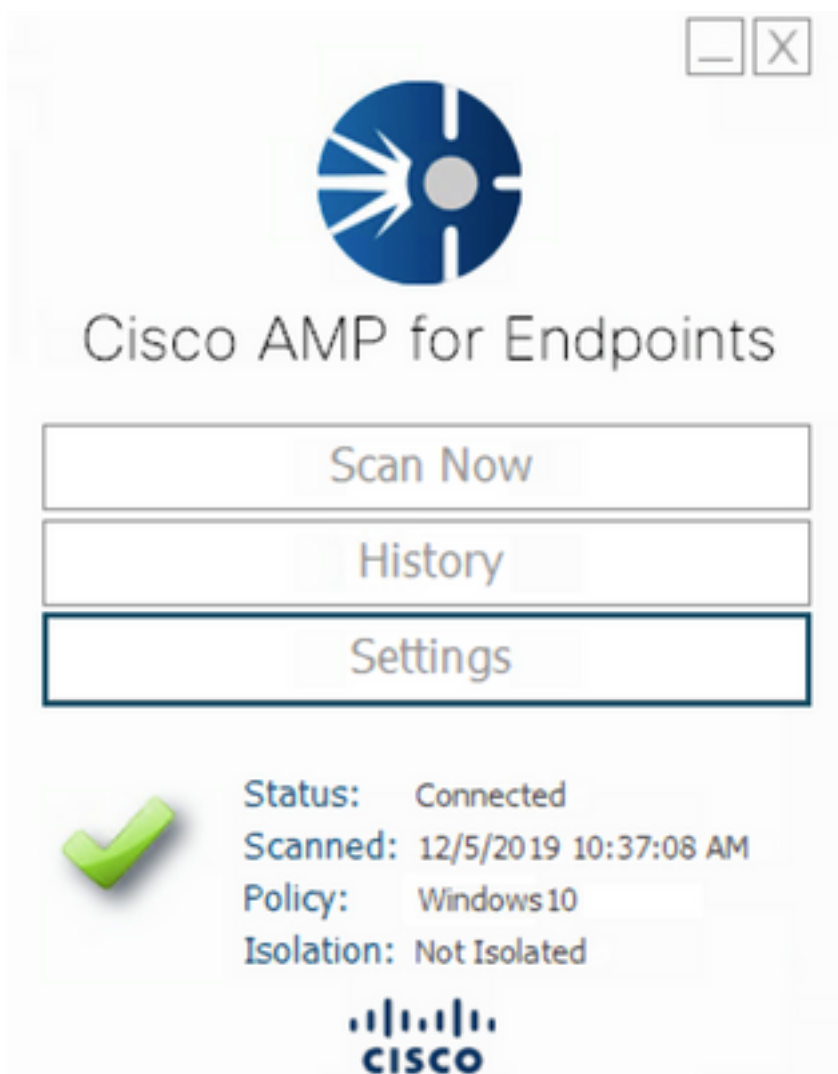 X
Cisco AMP for Endpoints
Scan Now
History
Settings
Status: Connected
Scanned: 12/5/2019 10:37:08 AM
Policy: Windows10
Isolation: Not Isolated
CISCO